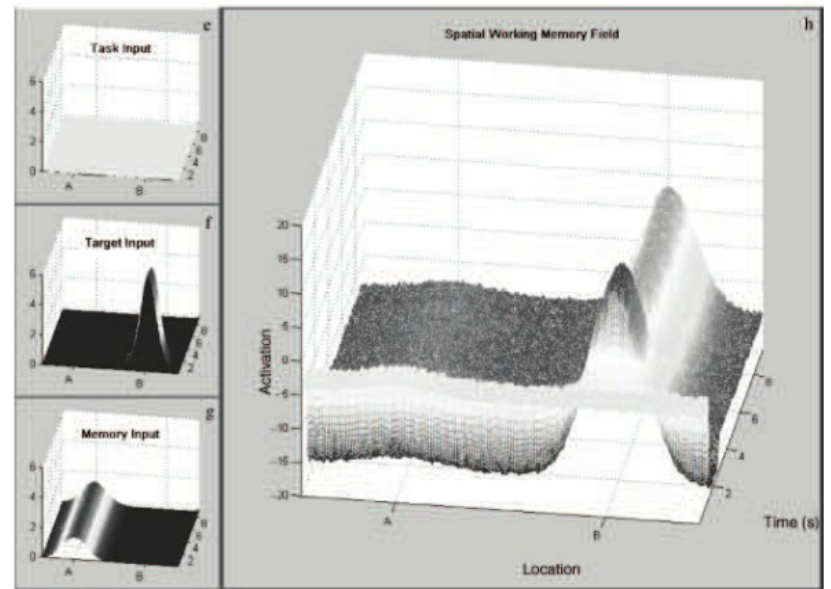 e
Task Input
6
4
2
0
A
B
2
4
6
8
f
Target Input
6
4
2
0
A
B
2
4
6
8
g
Memory Input
6
4
2
0
A
B
2
4
6
8
h
Spatial Working Memory Field
20
15
10
5
0
-5
-10
-15
-20
Activation
A
B
Location
2
4
6
8
Time (s)